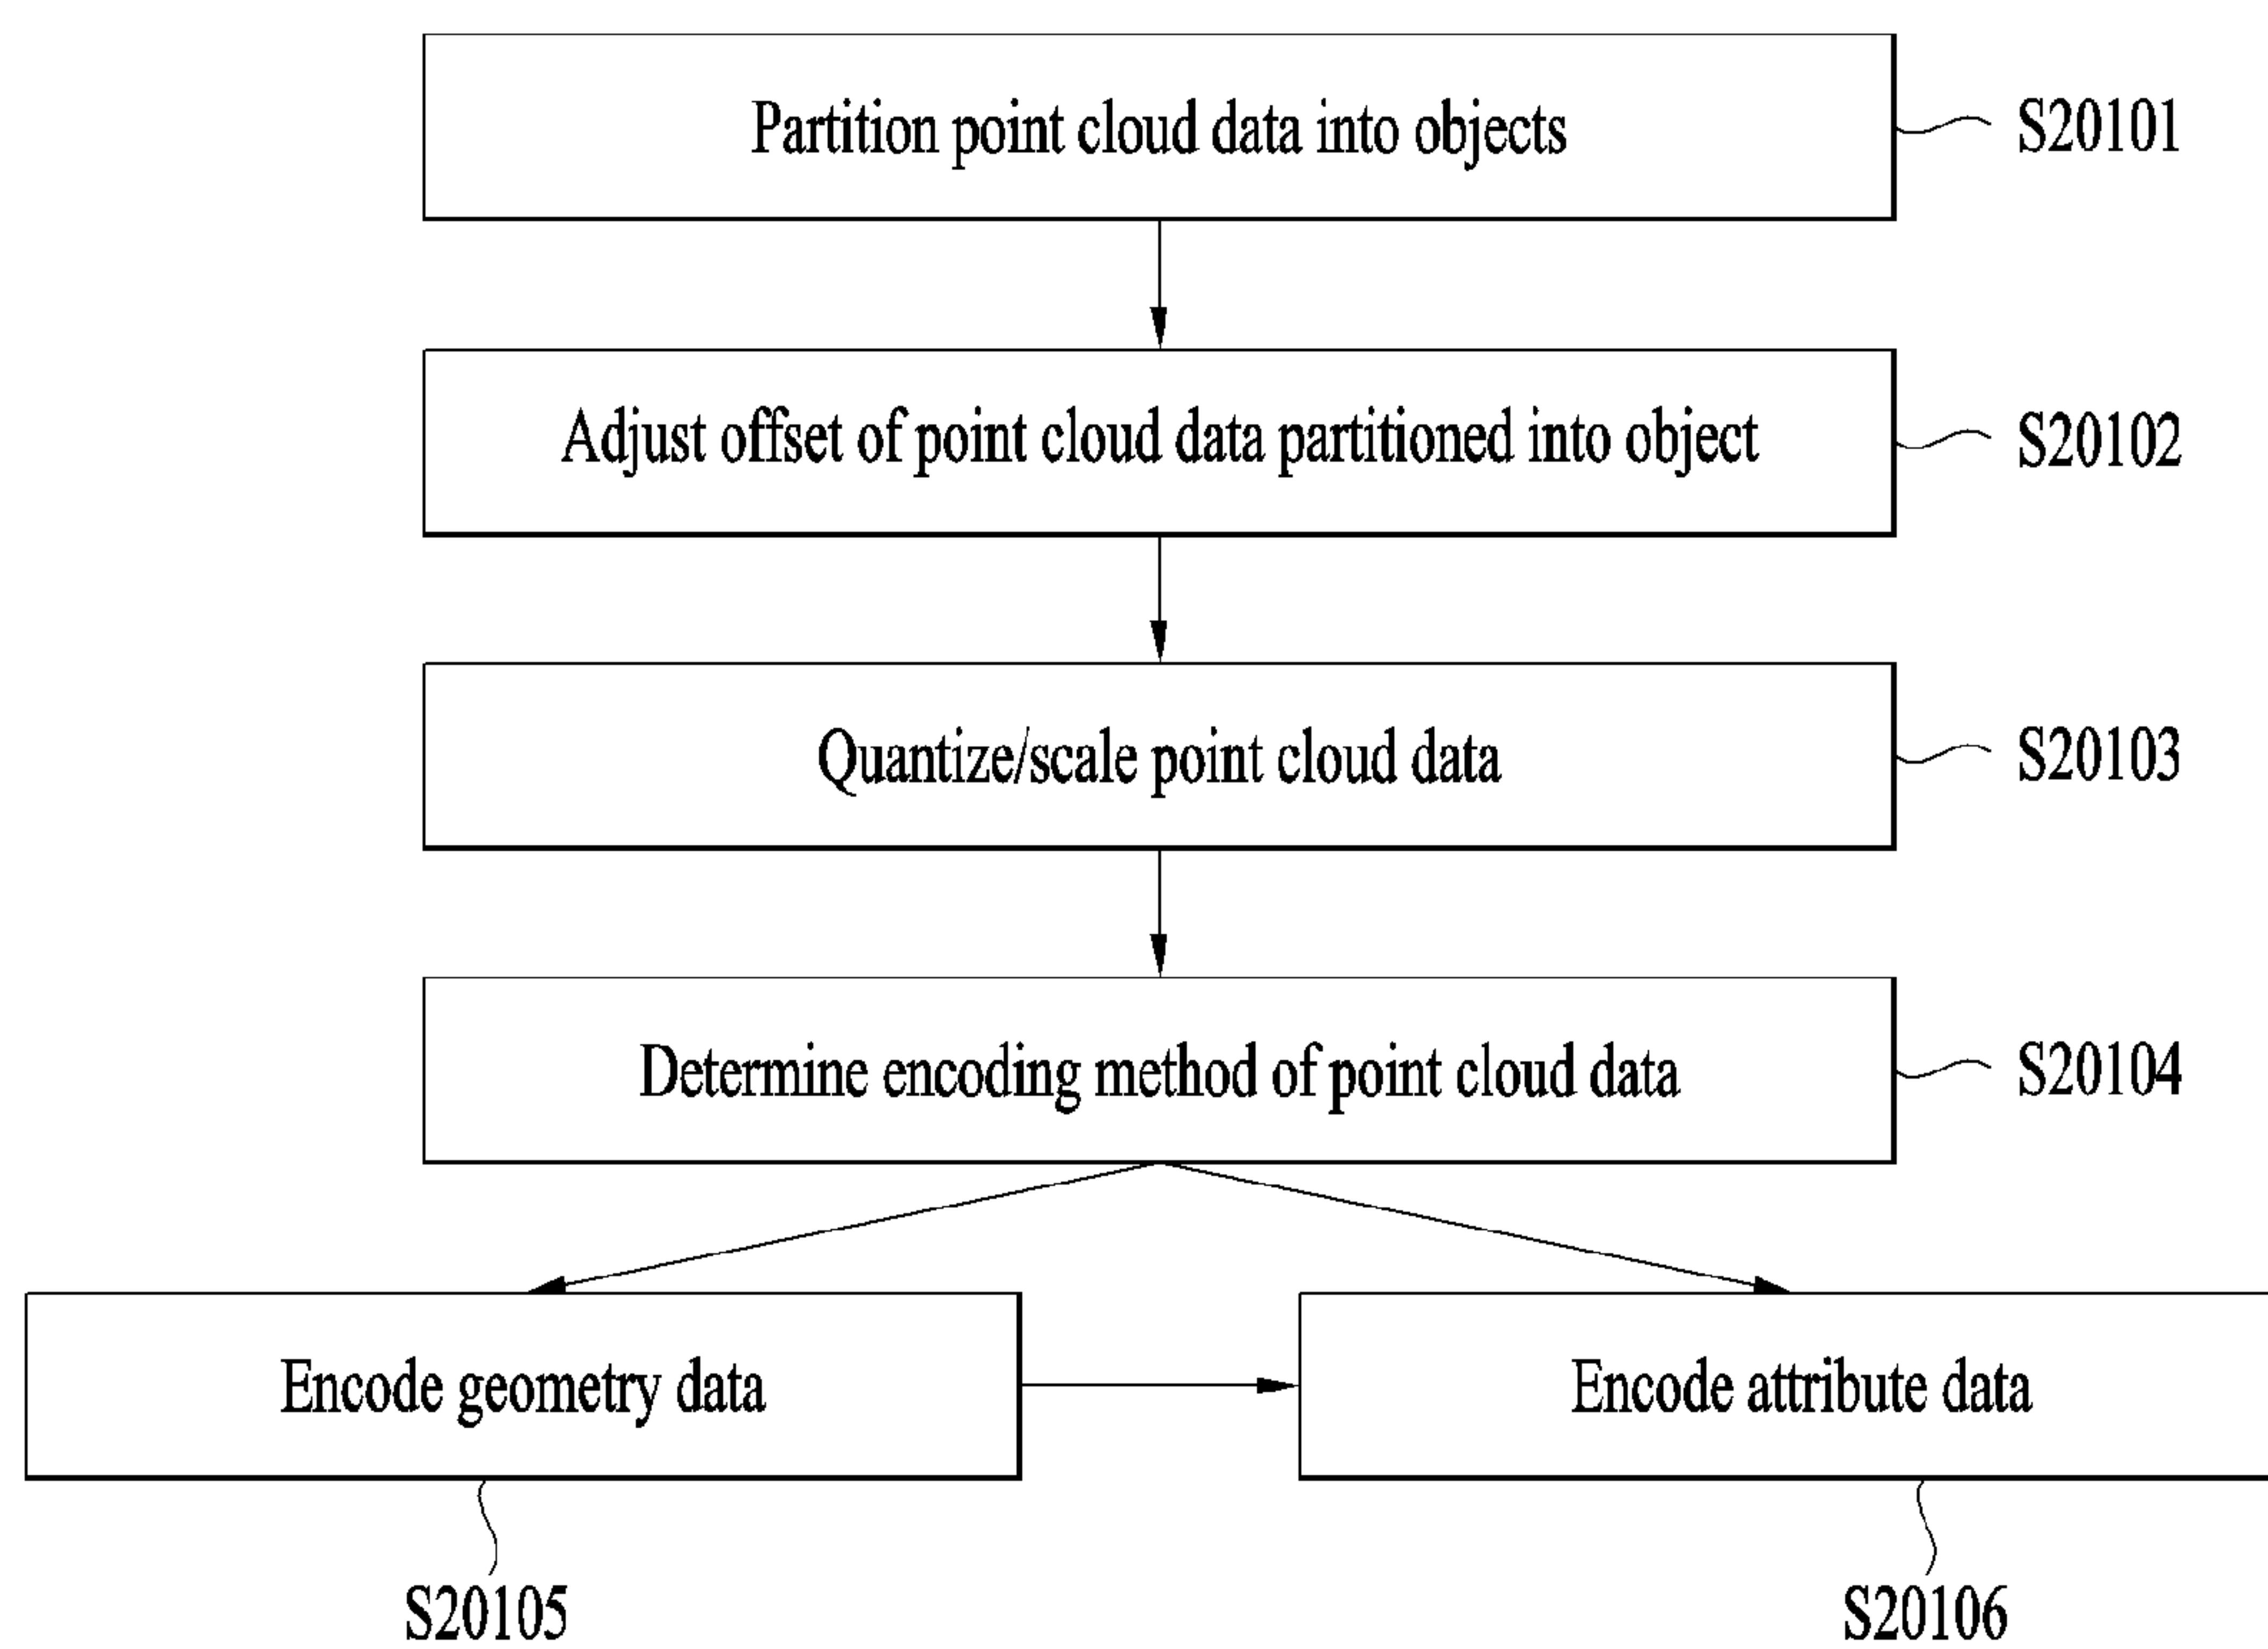 Partition point cloud data into objects
S20101
Adjust offset of point cloud data partitioned into object
S20102
Quantize/scale point cloud data
S20103
Determine encoding method of point cloud data
S20104
Encode geometry data
Encode attribute data
S20105
S20106